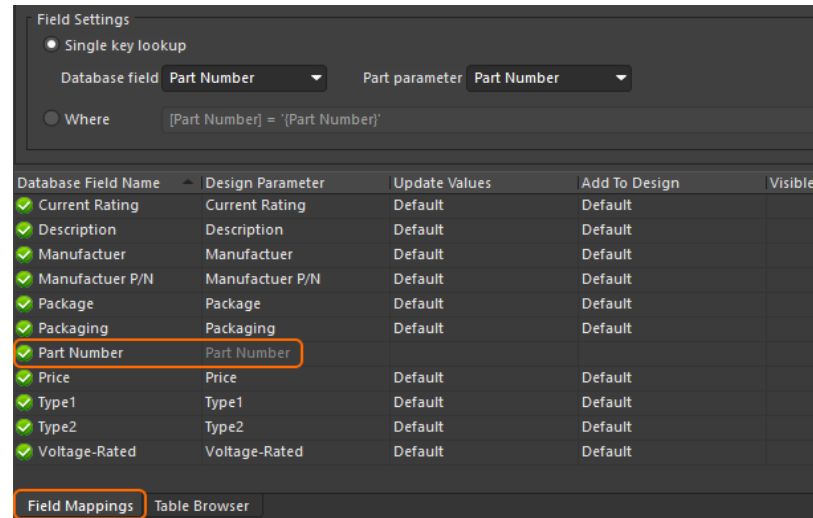 Field Settings
Single key lookup
Database field Part Number Part parameter Part Number
Where [Part Number] = '{Part Number}'
Database Field Name Design Parameter Update Values Add To Design Visible
Current Rating Current Rating Default Default
Description Description Default Default
Manufactuer Manufactuer Default Default
Manufactuer P/N Manufactuer P/N Default Default
Package Package Default Default
Packaging Packaging Default Default
Part Number Part Number
Price Price Default Default
Type1 Type1 Default Default
Type2 Type2 Default Default
Voltage-Rated Voltage-Rated Default Default
Field Mappings Table Browser